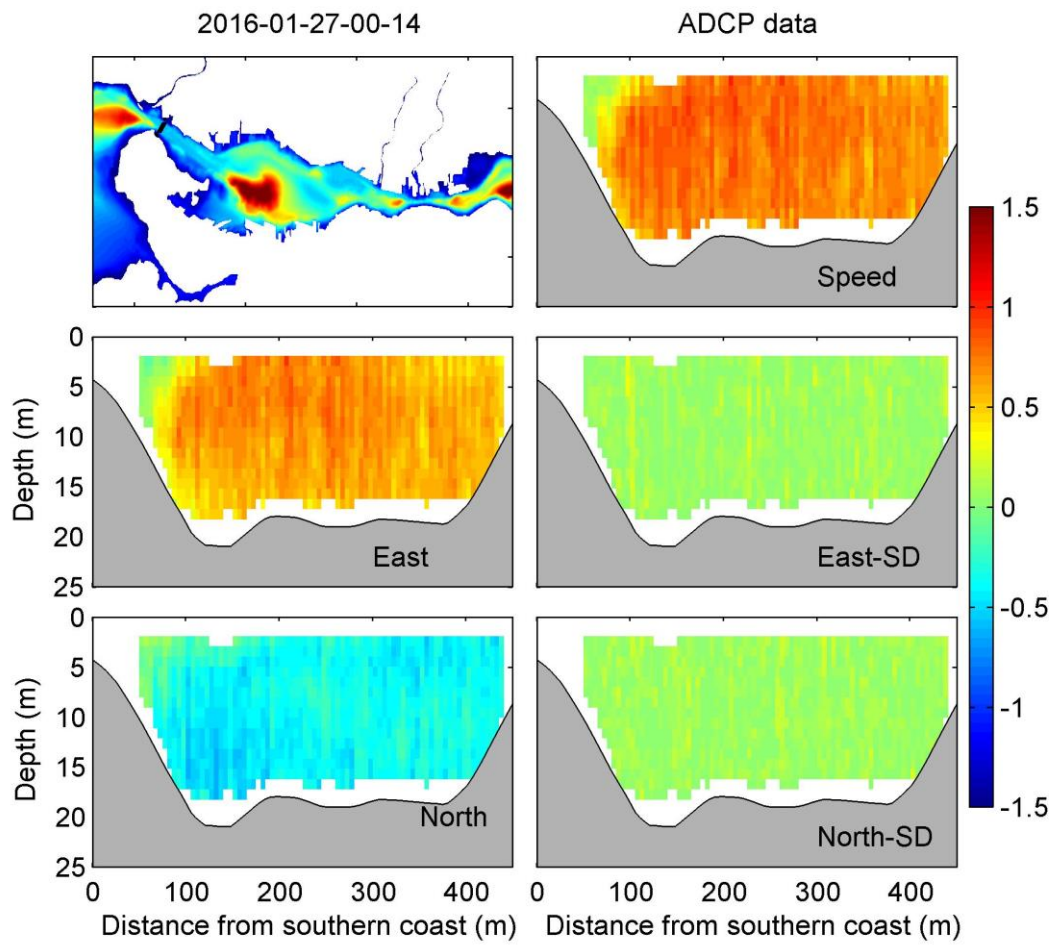 2016-01-27-00-14
ADCP data
Speed
0
5
10
15
20
25
Depth (m)
East
East-SD
1.5
1
0.5
0
-0.5
-1
-1.5
0
5
10
15
20
25
Depth (m)
North
North-SD
0 100 200 300 400
0 100 200 300 400
Distance from southern coast (m)
Distance from southern coast (m)